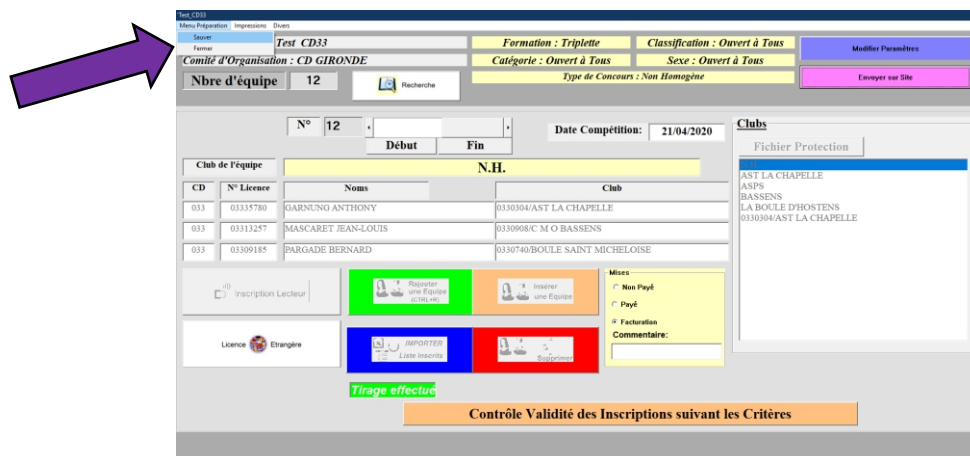 Test_CD33
Menu Préparation Impressions Divers
Sauver
Fermer
Test CD33
Formation : Triplette
Classification : Ouvert à Tous
Modifier Paramètres
Comité d'Organisation : CD GIRONDE
Catégorie : Ouvert à Tous
Sexe : Ouvert à Tous
Nbre d'équipe 12
Recherche
Type de Concours : Non Homogène
Envoyer sur Site
N° 12
Début Fin
Date Compétition: 21/04/2020
Clubs
Fichier Protection
Club de l'équipe
N.H.
AST LA CHAPELLE
ASPS
BASSENS
LA BOULE D'HOSTENS
0330304/AST LA CHAPELLE
CD N° Licence Noms Club
033 03335780 GARNUNG ANTHONY 0330304/AST LA CHAPELLE
033 03313257 MASCARET JEAN-LOUIS 0330908/C M O BASSENS
033 03309185 PARGADE BERNARD 0330740/BOULE SAINT MICHELOISE
Inscription Lecteur
Rajouter
une Equipe
(CTRL+R)
Insérer
une Equipe
Mises
Non Payé
Payé
Facturation
Commentaire:
Licence Etrangère
IMPORTER
Liste Inscrits
Supprimer
Tirage effectué
Contrôle Validité des Inscriptions suivant les Critères